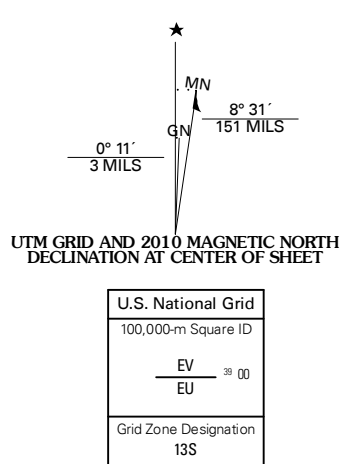 ★
MN
8° 31´
151 MILS
GN
0° 11´
3 MILS
UTM GRID AND 2010 MAGNETIC NORTH
DECLINATION AT CENTER OF SHEET
U.S. National Grid
100,000-m Square ID
EV
39 00
EU
Grid Zone Designation
13S